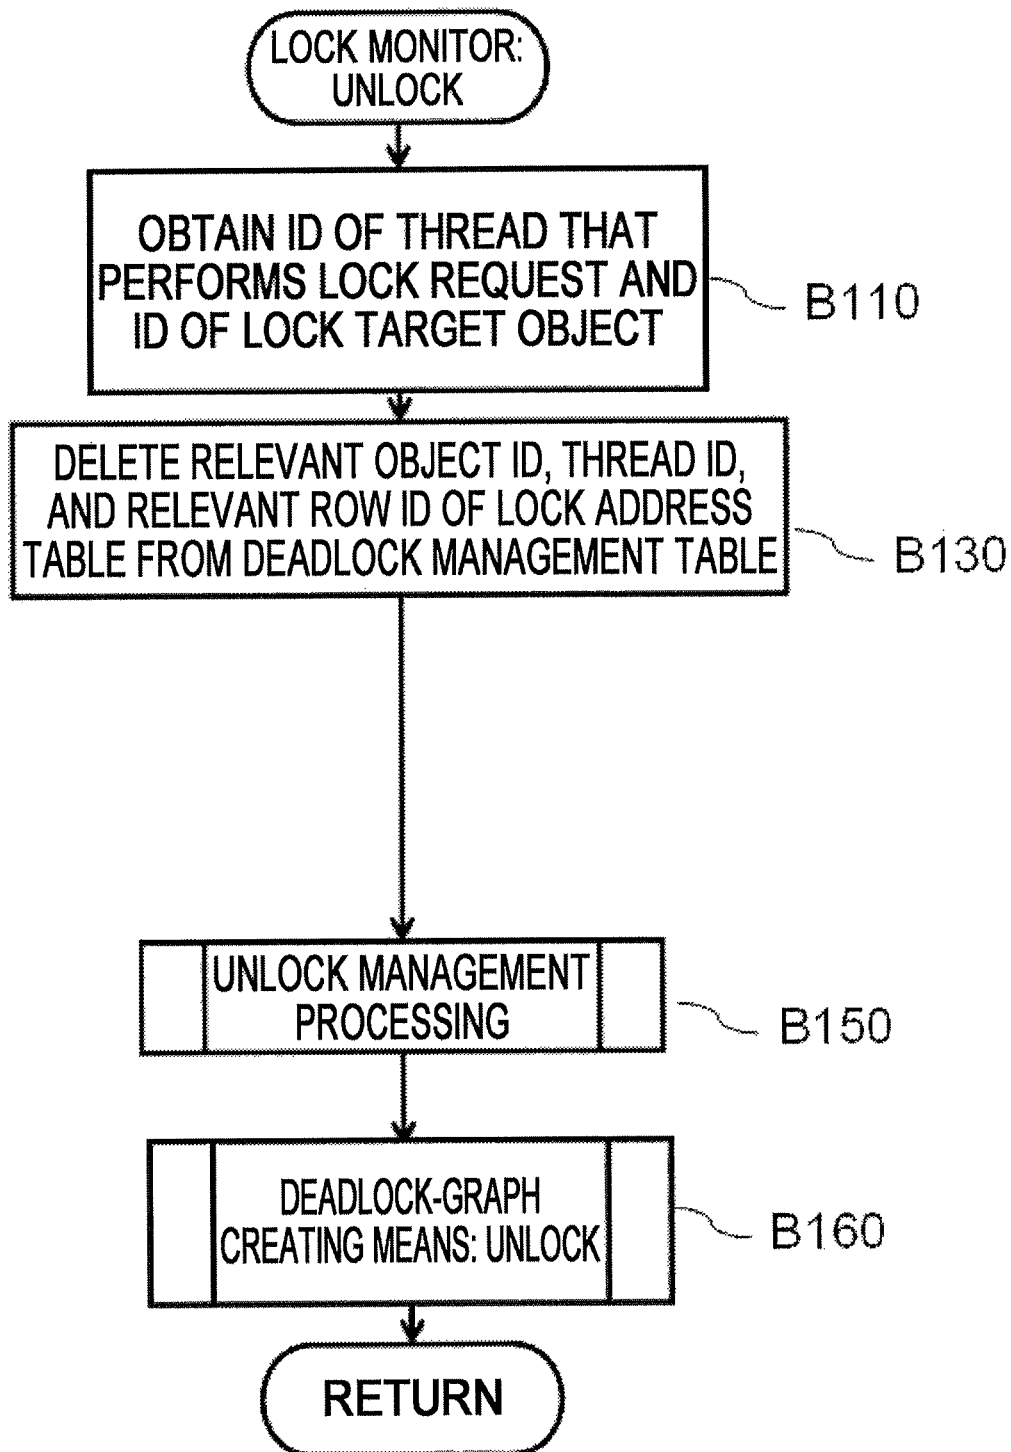 LOCK MONITOR:
UNLOCK
OBTAIN ID OF THREAD THAT
PERFORMS LOCK REQUEST AND
ID OF LOCK TARGET OBJECT
B110
DELETE RELEVANT OBJECT ID, THREAD ID,
AND RELEVANT ROW ID OF LOCK ADDRESS
TABLE FROM DEADLOCK MANAGEMENT TABLE
B130
UNLOCK MANAGEMENT
PROCESSING
B150
DEADLOCK-GRAPH
CREATING MEANS: UNLOCK
B160
RETURN